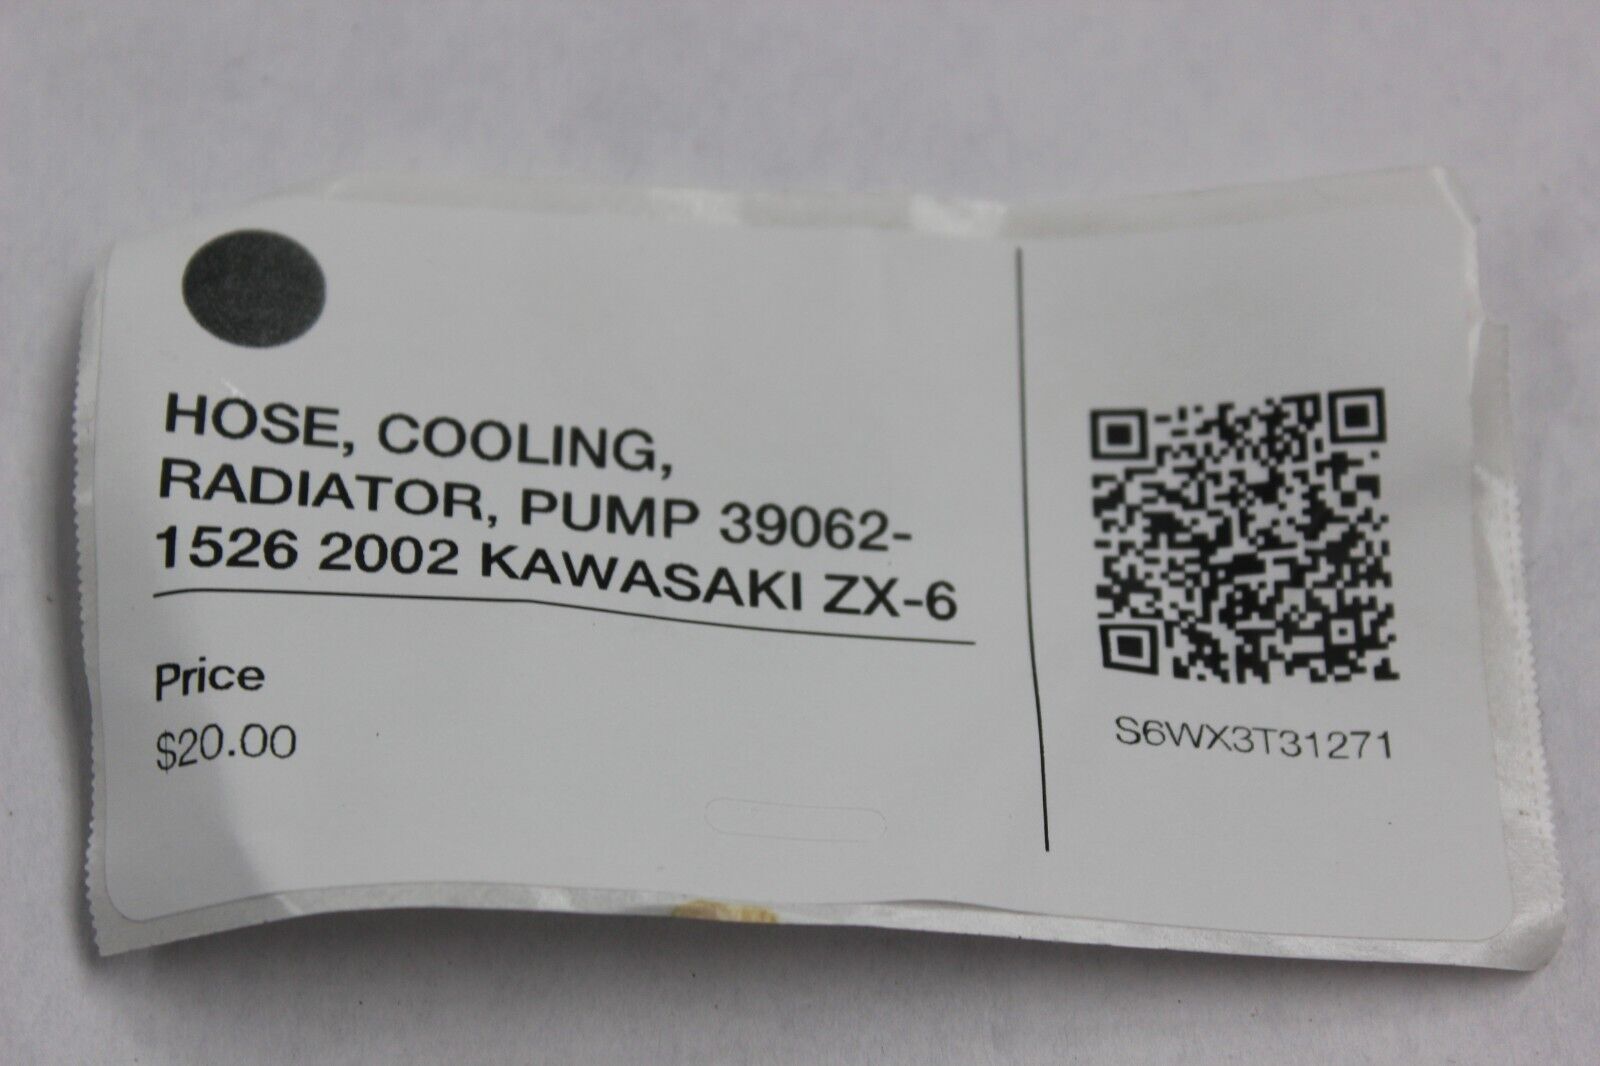 HOSE, COOLING,
RADIATOR, PUMP 39062-
1526 2002 KAWASAKI ZX-6
Price
$20.00
S6WX3T31271